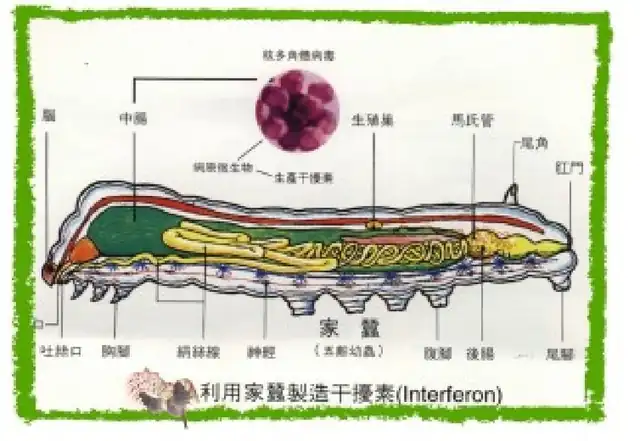 核多角體病毒
腦
中腸
生殖巢
馬氏管
尾角
肛門
病原微生物
生產干擾素
口
吐絲口
胸腳
絹絲線
神經
家蠶
(五齡幼蟲)
腹腳
後腸
尾腳
利用家蠶製造干擾素(Interferon)